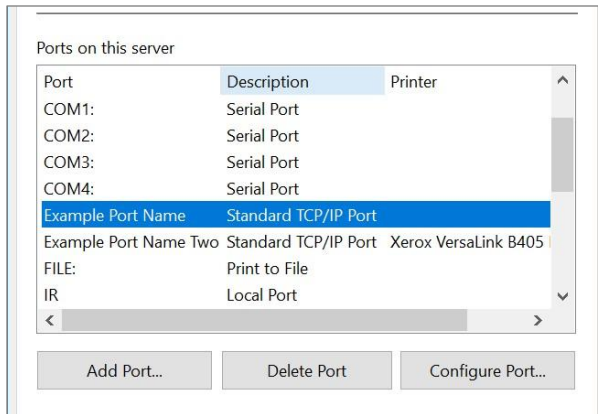 Ports on this server
Port Description Printer
COM1: Serial Port
COM2: Serial Port
COM3: Serial Port
COM4: Serial Port
Example Port Name Standard TCP/IP Port
Example Port Name Two Standard TCP/IP Port Xerox VersaLink B405
FILE: Print to File
IR Local Port
Add Port... Delete Port Configure Port...